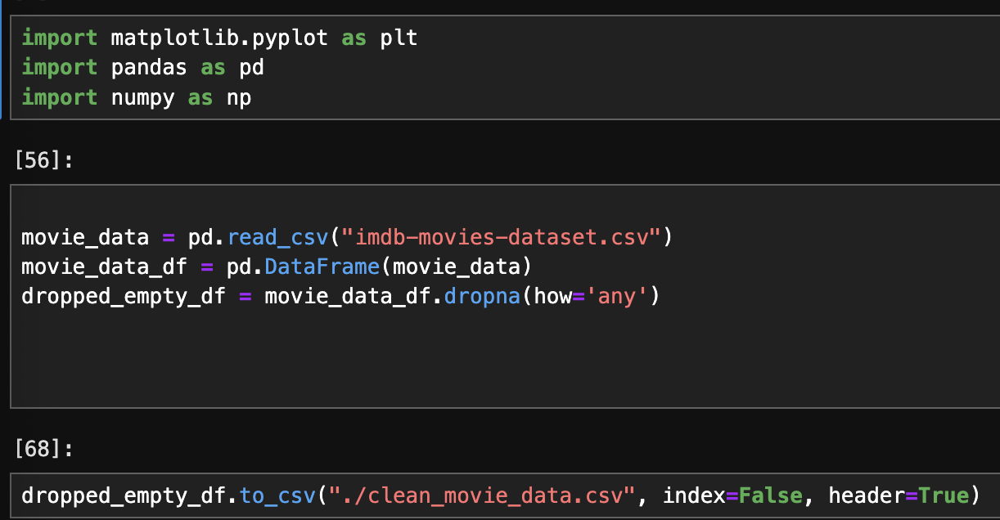 import matplotlib.pyplot as plt
import pandas as pd
import numpy as np
[56]:
movie_data = pd.read_csv("imdb-movies-dataset.csv")
movie_data_df = pd.DataFrame(movie_data)
dropped_empty_df = movie_data_df.dropna(how='any')
[68]:
dropped_empty_df.to_csv("./clean_movie_data.csv", index=False, header=True)